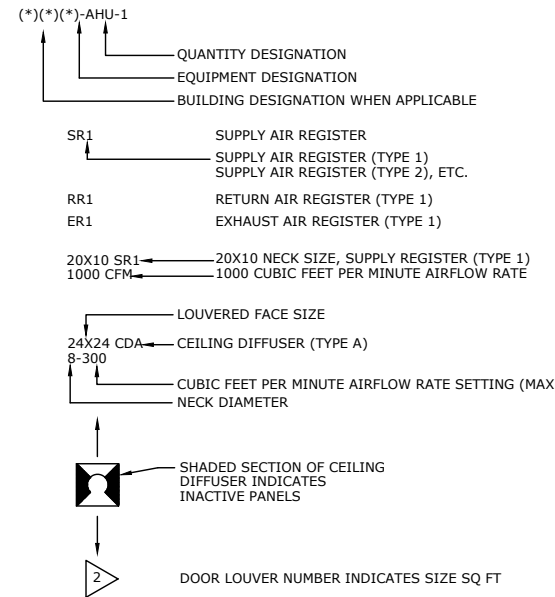 (*)(*)(*)-AHU-1
QUANTITY DESIGNATION
EQUIPMENT DESIGNATION
BUILDING DESIGNATION WHEN APPLICABLE
SR1 SUPPLY AIR REGISTER
SUPPLY AIR REGISTER (TYPE 1)
SUPPLY AIR REGISTER (TYPE 2), ETC.
RR1 RETURN AIR REGISTER (TYPE 1)
ER1 EXHAUST AIR REGISTER (TYPE 1)
20X10 SR1 20X10 NECK SIZE, SUPPLY REGISTER (TYPE 1)
1000 CFM 1000 CUBIC FEET PER MINUTE AIRFLOW RATE
LOUVERED FACE SIZE
24X24 CDA CEILING DIFFUSER (TYPE A)
8-300
CUBIC FEET PER MINUTE AIRFLOW RATE SETTING (MAX
NECK DIAMETER
SHADED SECTION OF CEILING
DIFFUSER INDICATES
INACTIVE PANELS
2 DOOR LOUVER NUMBER INDICATES SIZE SQ FT